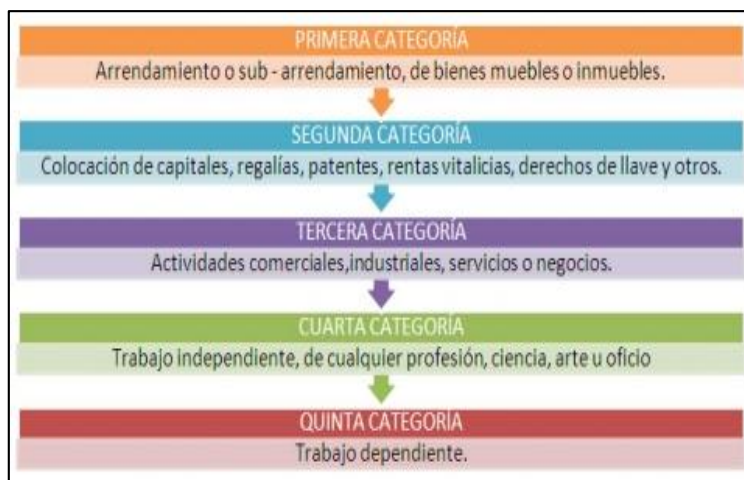 PRIMERA CATEGORÍA
Arrendamiento o sub - arrendamiento, de bienes muebles o inmuebles.
SEGUNDA CATEGORÍA
Colocación de capitales, regalías, patentes, rentas vitalicias, derechos de llave y otros.
TERCERA CATEGORÍA
Actividades comerciales,industriales, servicios o negocios.
CUARTA CATEGORÍA
Trabajo independiente, de cualquier profesión, ciencia, arte u oficio
QUINTA CATEGORÍA
Trabajo dependiente.